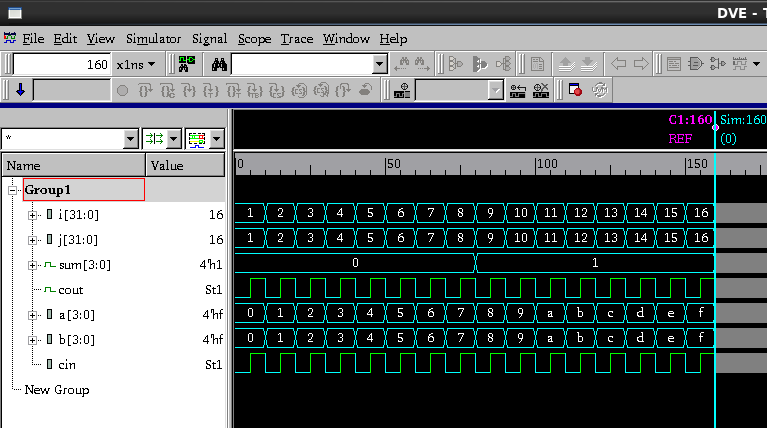 DVE - T
File Edit View Simulator Signal Scope Trace Window Help
160 x1ns
C1:160 Sim:160
REF (0)
*
Name Value
0 50 100 150
Group1
i[31:0] 16 1 2 3 4 5 6 7 8 9 10 11 12 13 14 15 16
j[31:0] 16 1 2 3 4 5 6 7 8 9 10 11 12 13 14 15 16
sum[3:0] 4'h1 0 1
cout St1
a[3:0] 4'hf 0 1 2 3 4 5 6 7 8 9 a b c d e f
b[3:0] 4'hf 0 1 2 3 4 5 6 7 8 9 a b c d e f
cin St1
New Group